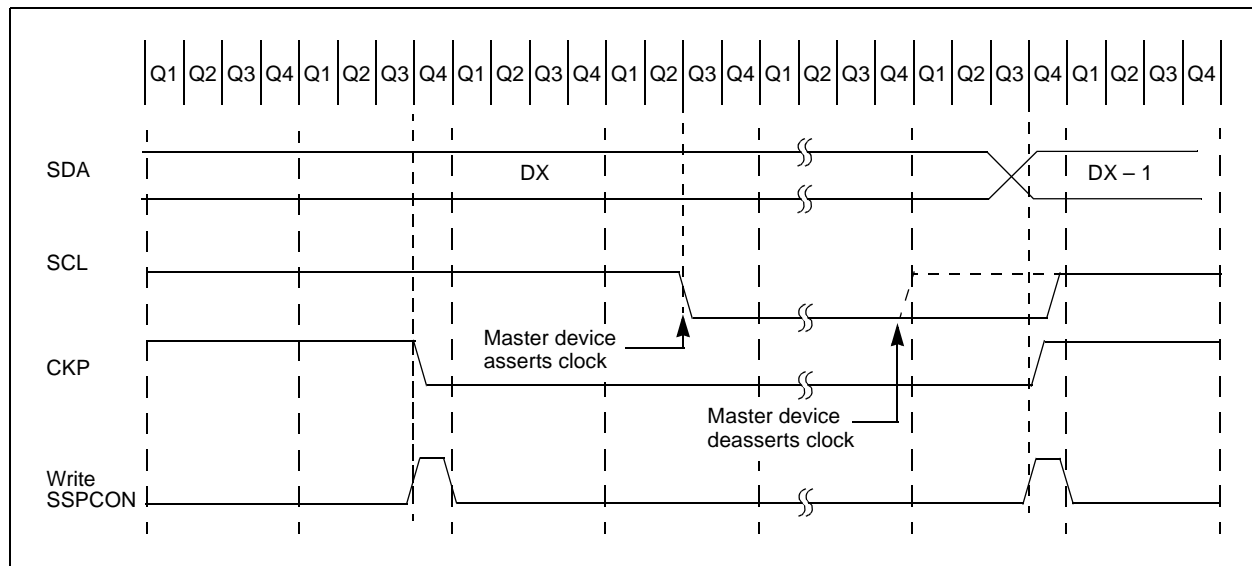 Q1 Q2 Q3 Q4 Q1 Q2 Q3 Q4 Q1 Q2 Q3 Q4 Q1 Q2 Q3 Q4 Q1 Q2 Q3 Q4 Q1 Q2 Q3 Q4 Q1 Q2 Q3 Q4
SDA
DX
DX – 1
SCL
Master device
asserts clock
CKP
Master device
deasserts clock
Write
SSPCON